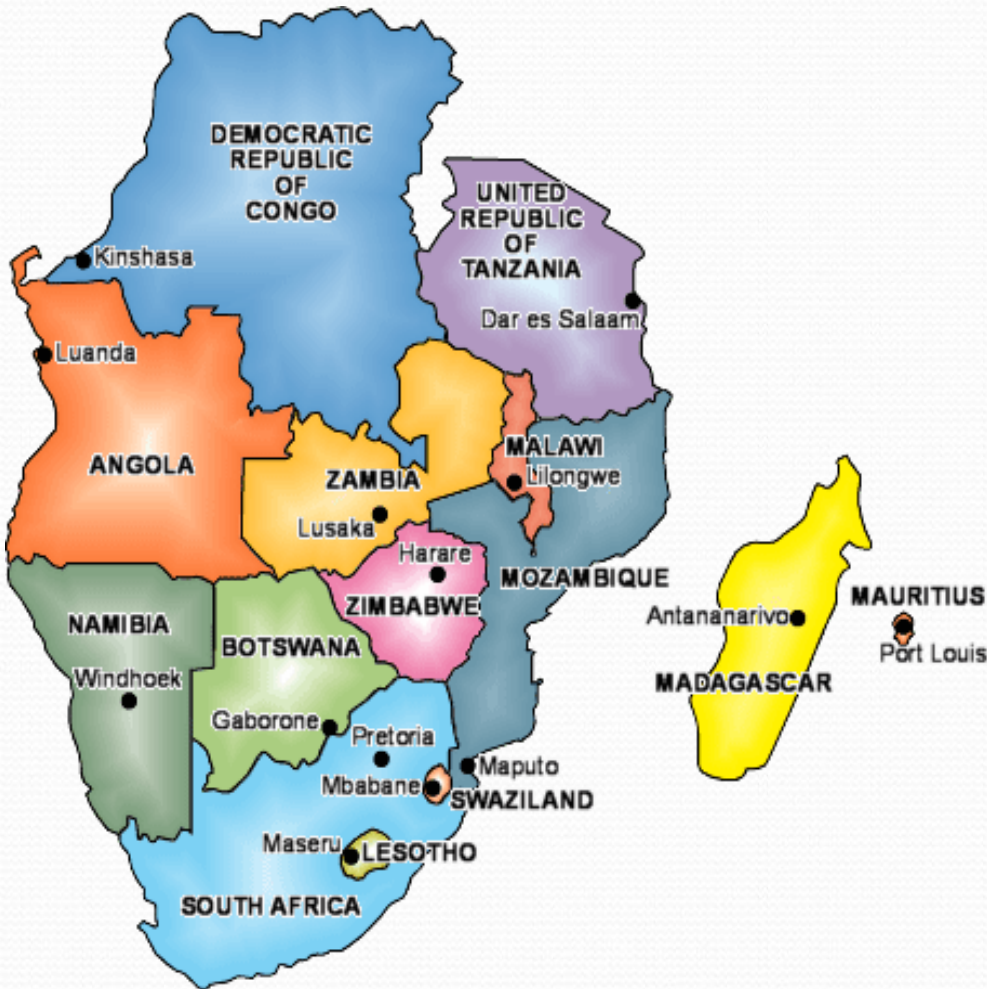 DEMOCRATIC
REPUBLIC
OF
CONGO
UNITED
REPUBLIC
OF
TANZANIA
Kinshasa
Dar es Salaam
Luanda
ANGOLA
ZAMBIA
MALAWI
Lilongwe
Lusaka
Harare
MOZAMBIQUE
ZIMBABWE
NAMIBIA
BOTSWANA
Antananarivo
MAURITIUS
Port Louis
Windhoek
MADAGASCAR
Gaborone
Pretoria
Maputo
Mbabane
SWAZILAND
Maseru
LESOTHO
SOUTH AFRICA